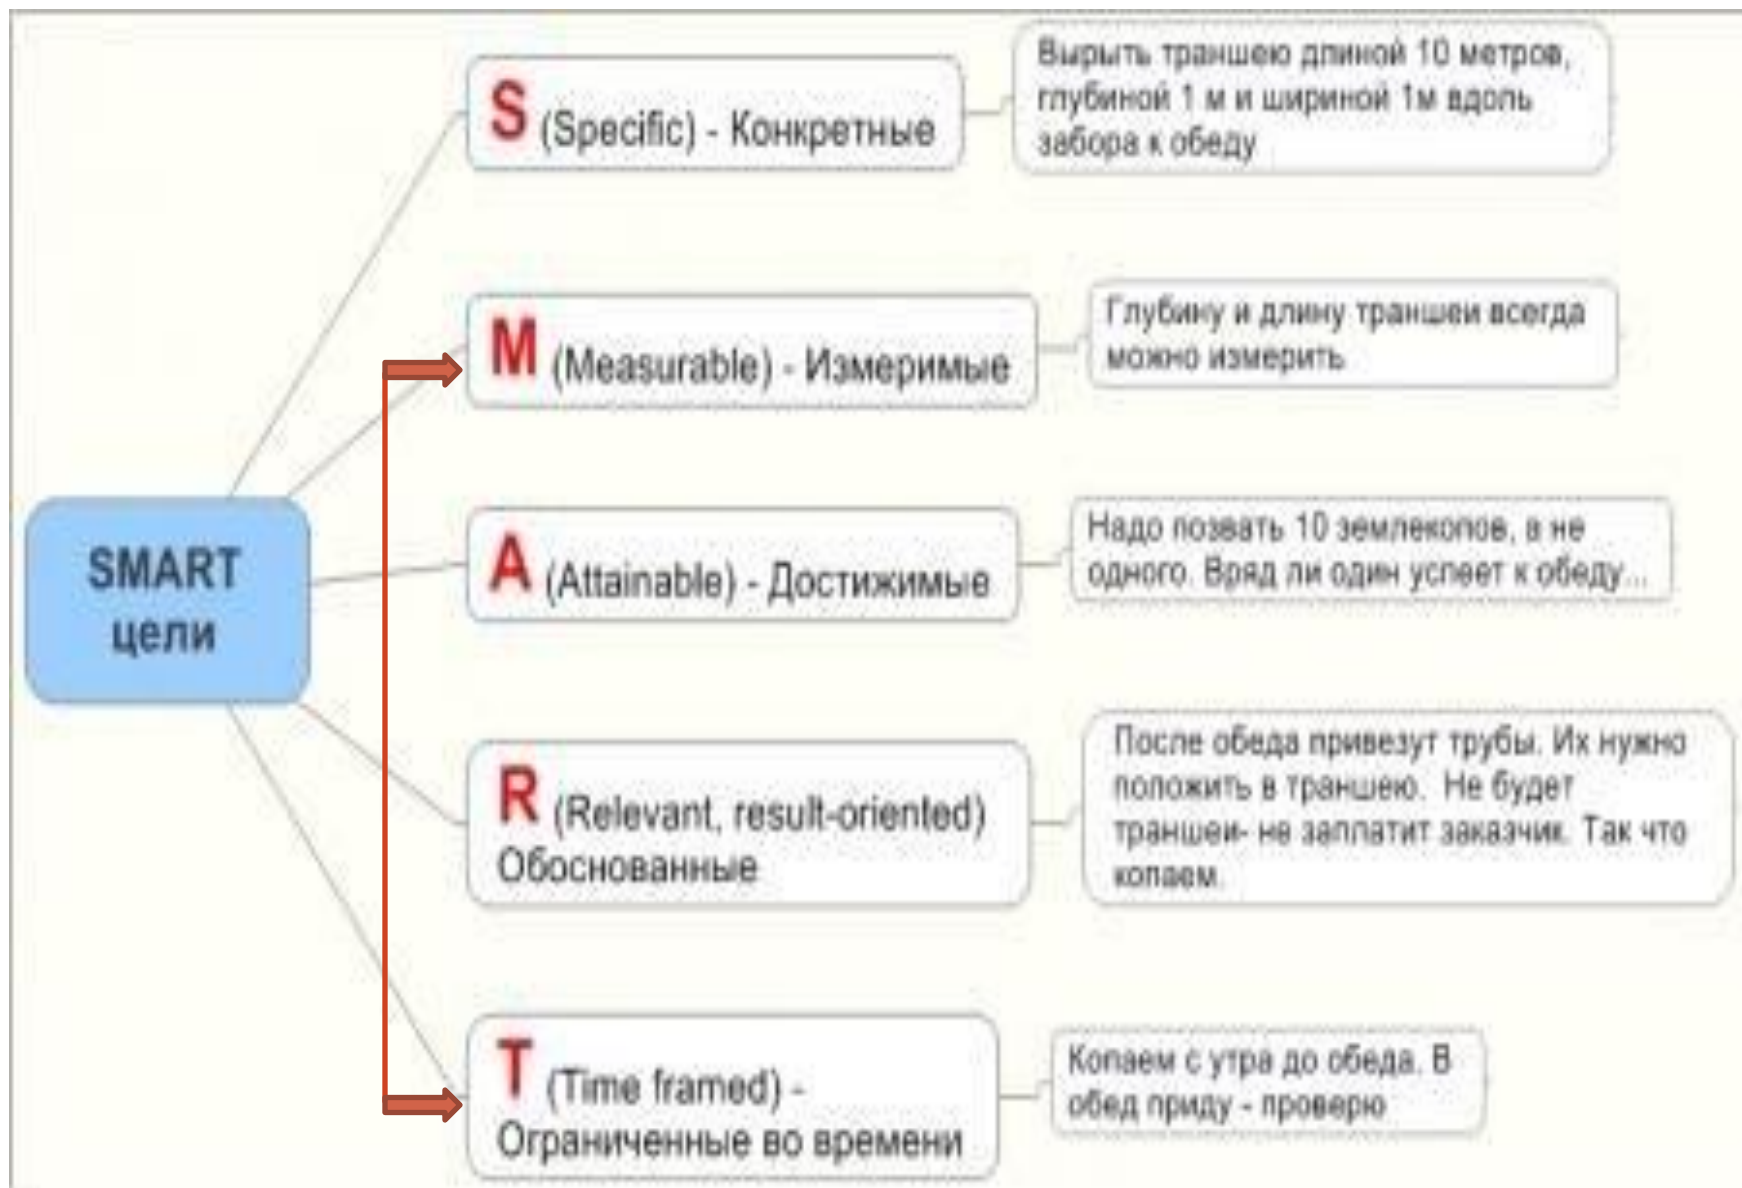 S (Specific) - Конкретные
Вырыть траншею длиной 10 метров,
глубиной 1 м и шириной 1м вдоль
забора к обеду
M (Measurable) - Измеримые
Глубину и длину траншеи всегда
можно измерить
SMART
цели
A (Attainable) - Достижимые
Надо позвать 10 землекопов, а не
одного. Вряд ли один успеет к обеду...
R (Relevant, result-oriented)
Обоснованные
После обеда привезут трубы. Их нужно
положить в траншею. Не будет
траншеи- не заплатит заказчик. Так что
копаем.
T (Time framed) -
Ограниченные во времени
Копаем с утра до обеда. В
обед приду - проверю